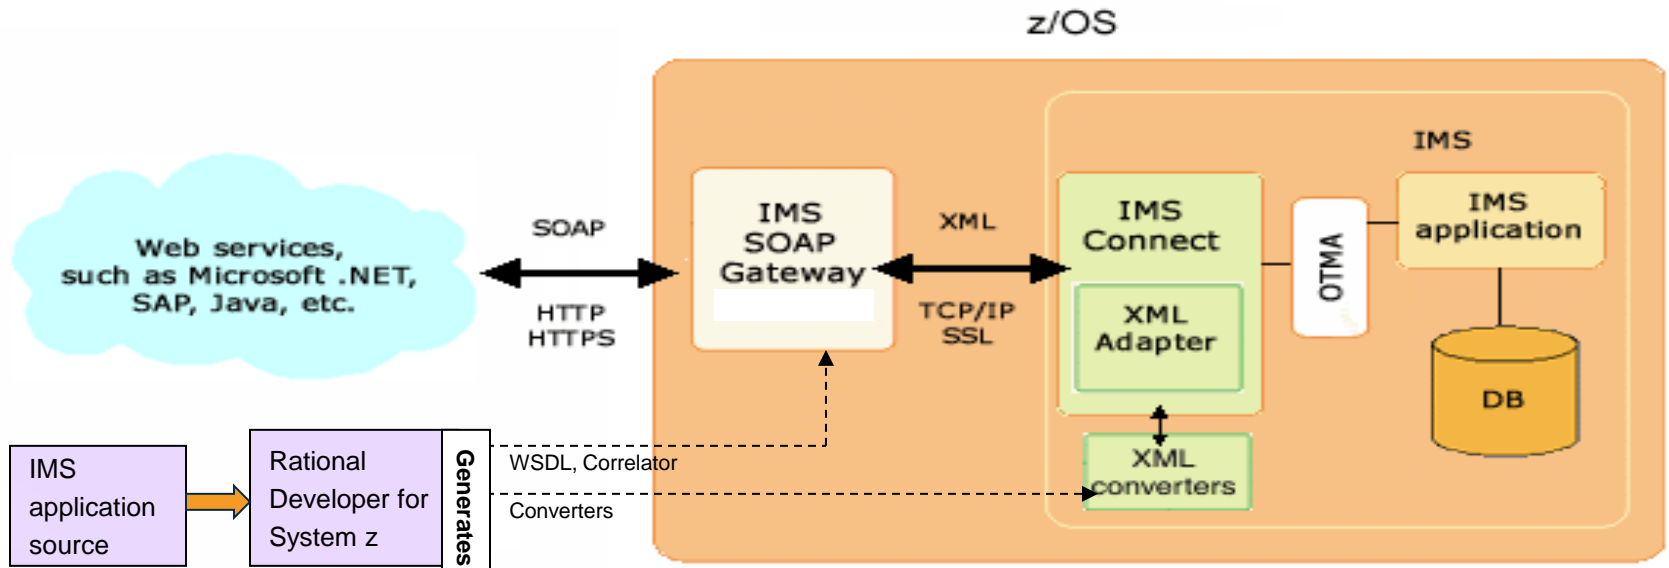 z/OS
IMS
Web services,
such as Microsoft .NET,
SAP, Java, etc.
SOAP
HTTP
HTTPS
IMS
SOAP
Gateway
XML
TCP/IP
SSL
IMS
Connect
XML
Adapter
OTMA
IMS
application
DB
XML
converters
IMS
application
source
Rational
Developer for
System z
Generates
WSDL, Correlator
Converters